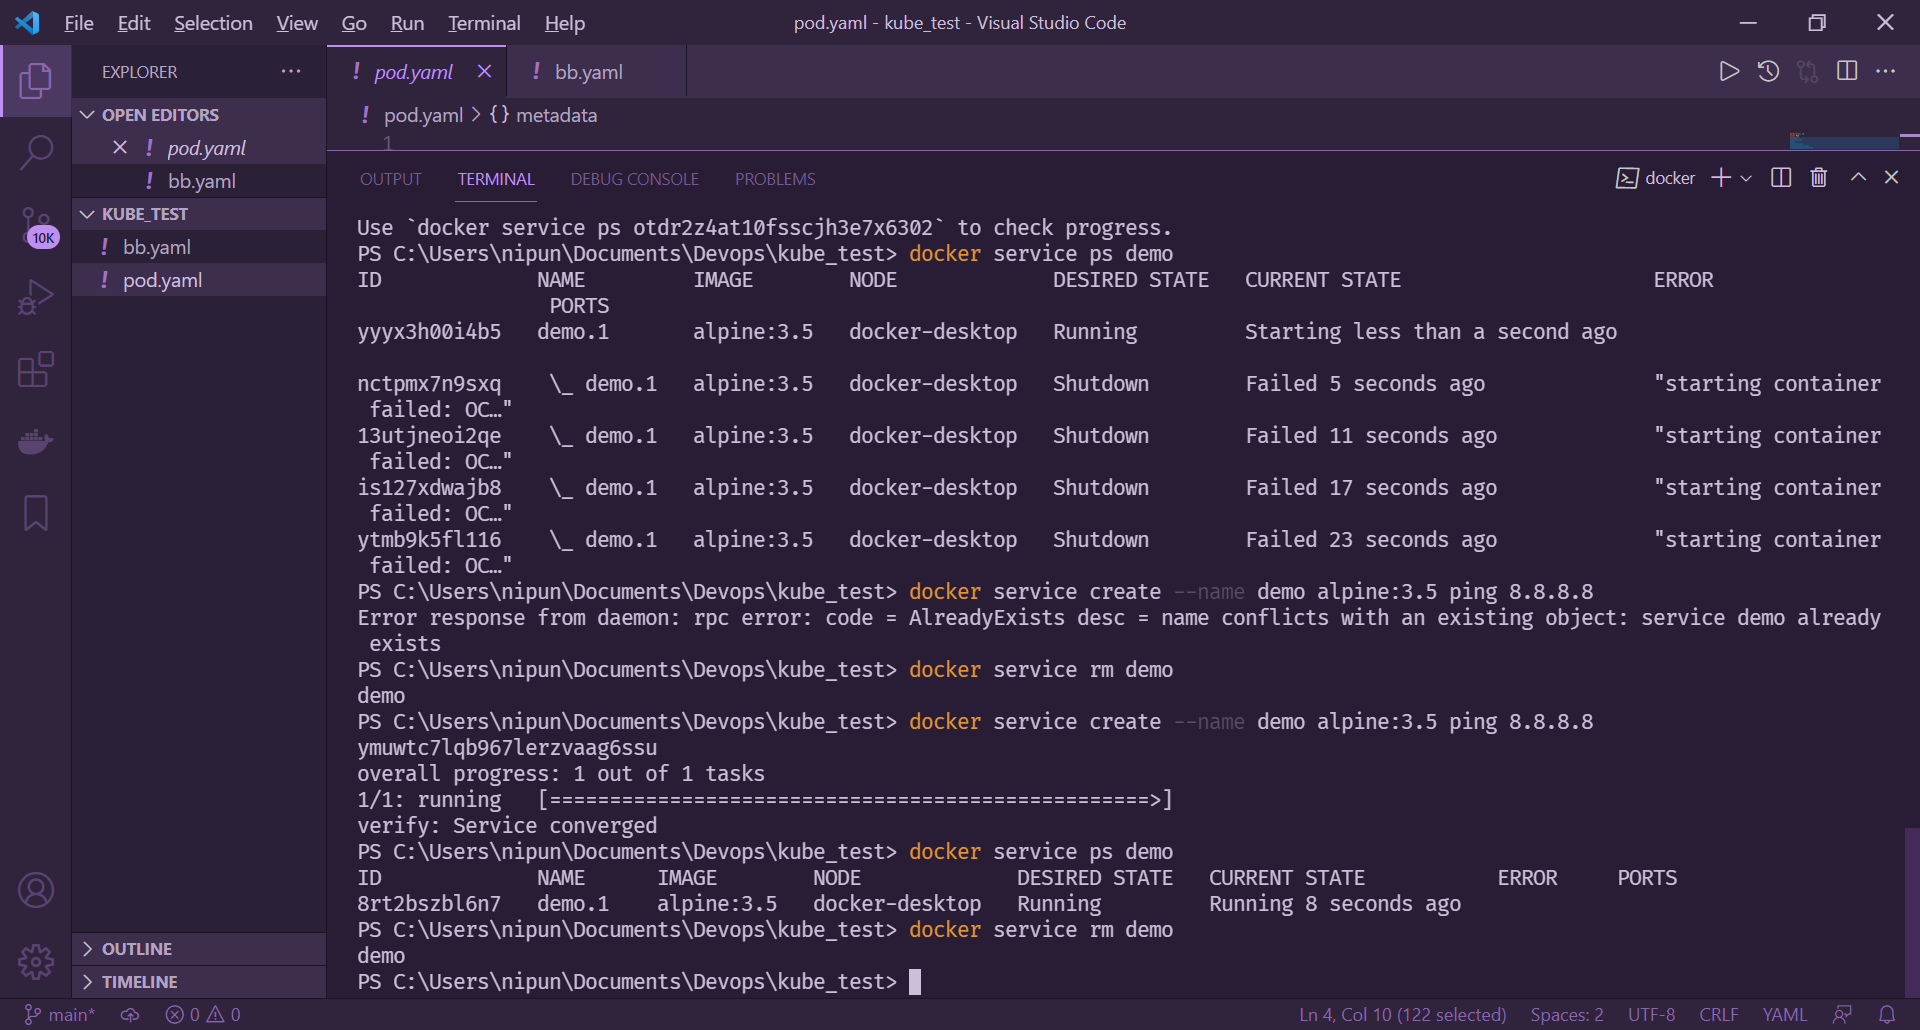 File Edit Selection View Go Run Terminal Help pod.yaml - kube_test - Visual Studio Code
EXPLORER ···
! pod.yaml ! bb.yaml
OPEN EDITORS
! pod.yaml
! bb.yaml
KUBE_TEST
! bb.yaml
! pod.yaml
10K
OUTLINE
TIMELINE
! pod.yaml > {} metadata
1
OUTPUT TERMINAL DEBUG CONSOLE PROBLEMS docker
Use `docker service ps otdr2z4at10fsscjh3e7x6302` to check progress.
PS C:\Users\nipun\Documents\Devops\kube_test> docker service ps demo
ID NAME IMAGE NODE DESIRED STATE CURRENT STATE ERROR
PORTS
yyyx3h00i4b5 demo.1 alpine:3.5 docker-desktop Running Starting less than a second ago
nctpmx7n9sxq \_ demo.1 alpine:3.5 docker-desktop Shutdown Failed 5 seconds ago "starting container
failed: OC…"
13utjneoi2qe \_ demo.1 alpine:3.5 docker-desktop Shutdown Failed 11 seconds ago "starting container
failed: OC…"
is127xdwajb8 \_ demo.1 alpine:3.5 docker-desktop Shutdown Failed 17 seconds ago "starting container
failed: OC…"
ytmb9k5fl116 \_ demo.1 alpine:3.5 docker-desktop Shutdown Failed 23 seconds ago "starting container
failed: OC…"
PS C:\Users\nipun\Documents\Devops\kube_test> docker service create --name demo alpine:3.5 ping 8.8.8.8
Error response from daemon: rpc error: code = AlreadyExists desc = name conflicts with an existing object: service demo already
exists
PS C:\Users\nipun\Documents\Devops\kube_test> docker service rm demo
demo
PS C:\Users\nipun\Documents\Devops\kube_test> docker service create --name demo alpine:3.5 ping 8.8.8.8
ymuwtc7lqb967lerzvaag6ssu
overall progress: 1 out of 1 tasks
1/1: running [==================================================>]
verify: Service converged
PS C:\Users\nipun\Documents\Devops\kube_test> docker service ps demo
ID NAME IMAGE NODE DESIRED STATE CURRENT STATE ERROR PORTS
8rt2bszbl6n7 demo.1 alpine:3.5 docker-desktop Running Running 8 seconds ago
PS C:\Users\nipun\Documents\Devops\kube_test> docker service rm demo
demo
PS C:\Users\nipun\Documents\Devops\kube_test>
main* 0 0 Ln 4, Col 10 (122 selected) Spaces: 2 UTF-8 CRLF YAML